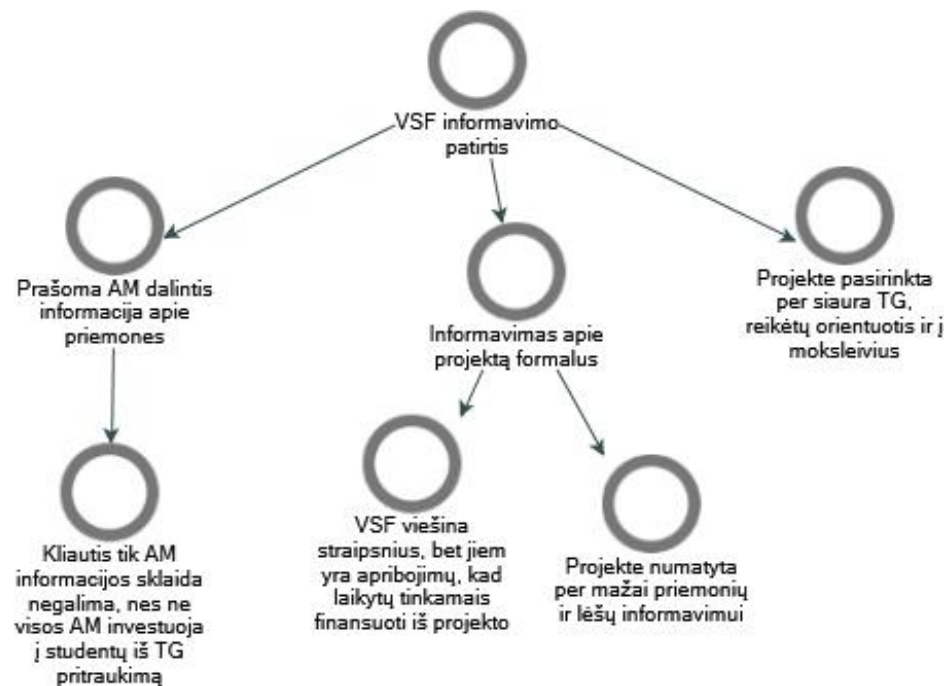 VSF informavimo
patirtis
Prašoma AM dalintis
informacija apie
priemones
Kliautis tik AM
informacijos sklaida
negalima, nes ne
visos AM investuoja
į studentų iš TG
pritraukimą
Informavimas apie
projektą formalus
VSF viešina
straipsnius, bet jiem
yra apribojimų, kad
laikytų tinkamais
finansuoti iš projekto
Projekte numatyta
per mažai priemonių
ir lėšų informavimui
Projekte pasirinkta
per siaura TG,
reikėtų orientuotis ir į
moksleivius